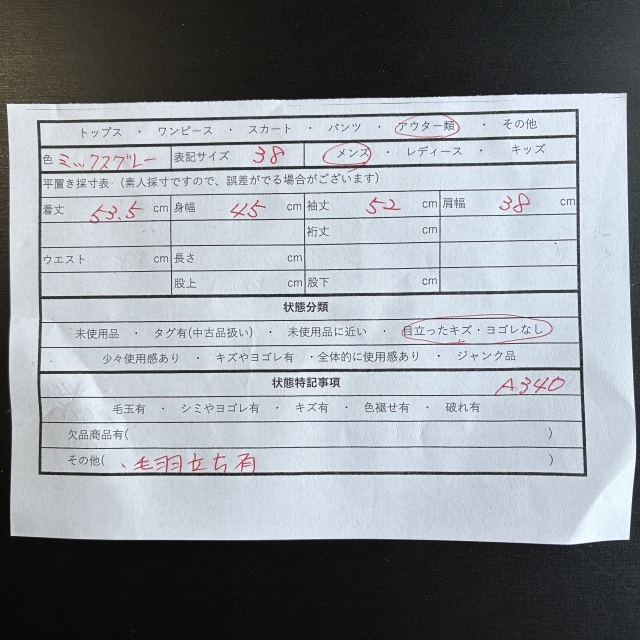 トップス ・ ワンピース ・ スカート ・ パンツ ・ アウター類 ・ その他
色 ミックスグレー 表記サイズ 38 メンズ ・ レディース ・ キッズ
平置き採寸表（素人採寸ですので、誤差がでる場合がございます）
着丈 53.5 cm 身幅 45 cm 袖丈 52 cm 肩幅 38 cm
裄丈 cm
ウエスト cm 長さ cm
股上 cm 股下 cm
状態分類
未使用品 ・ タグ有(中古品扱い) ・ 未使用品に近い ・ 目立ったキズ・ヨゴレなし
少々使用感あり ・ キズやヨゴレ有 ・全体的に使用感あり ・ ジャンク品
状態特記事項 A340
毛玉有 ・ シミやヨゴレ有 ・ キズ有 ・ 色褪せ有 ・ 破れ有
欠品商品有( )
その他( ・毛羽立ち有 )